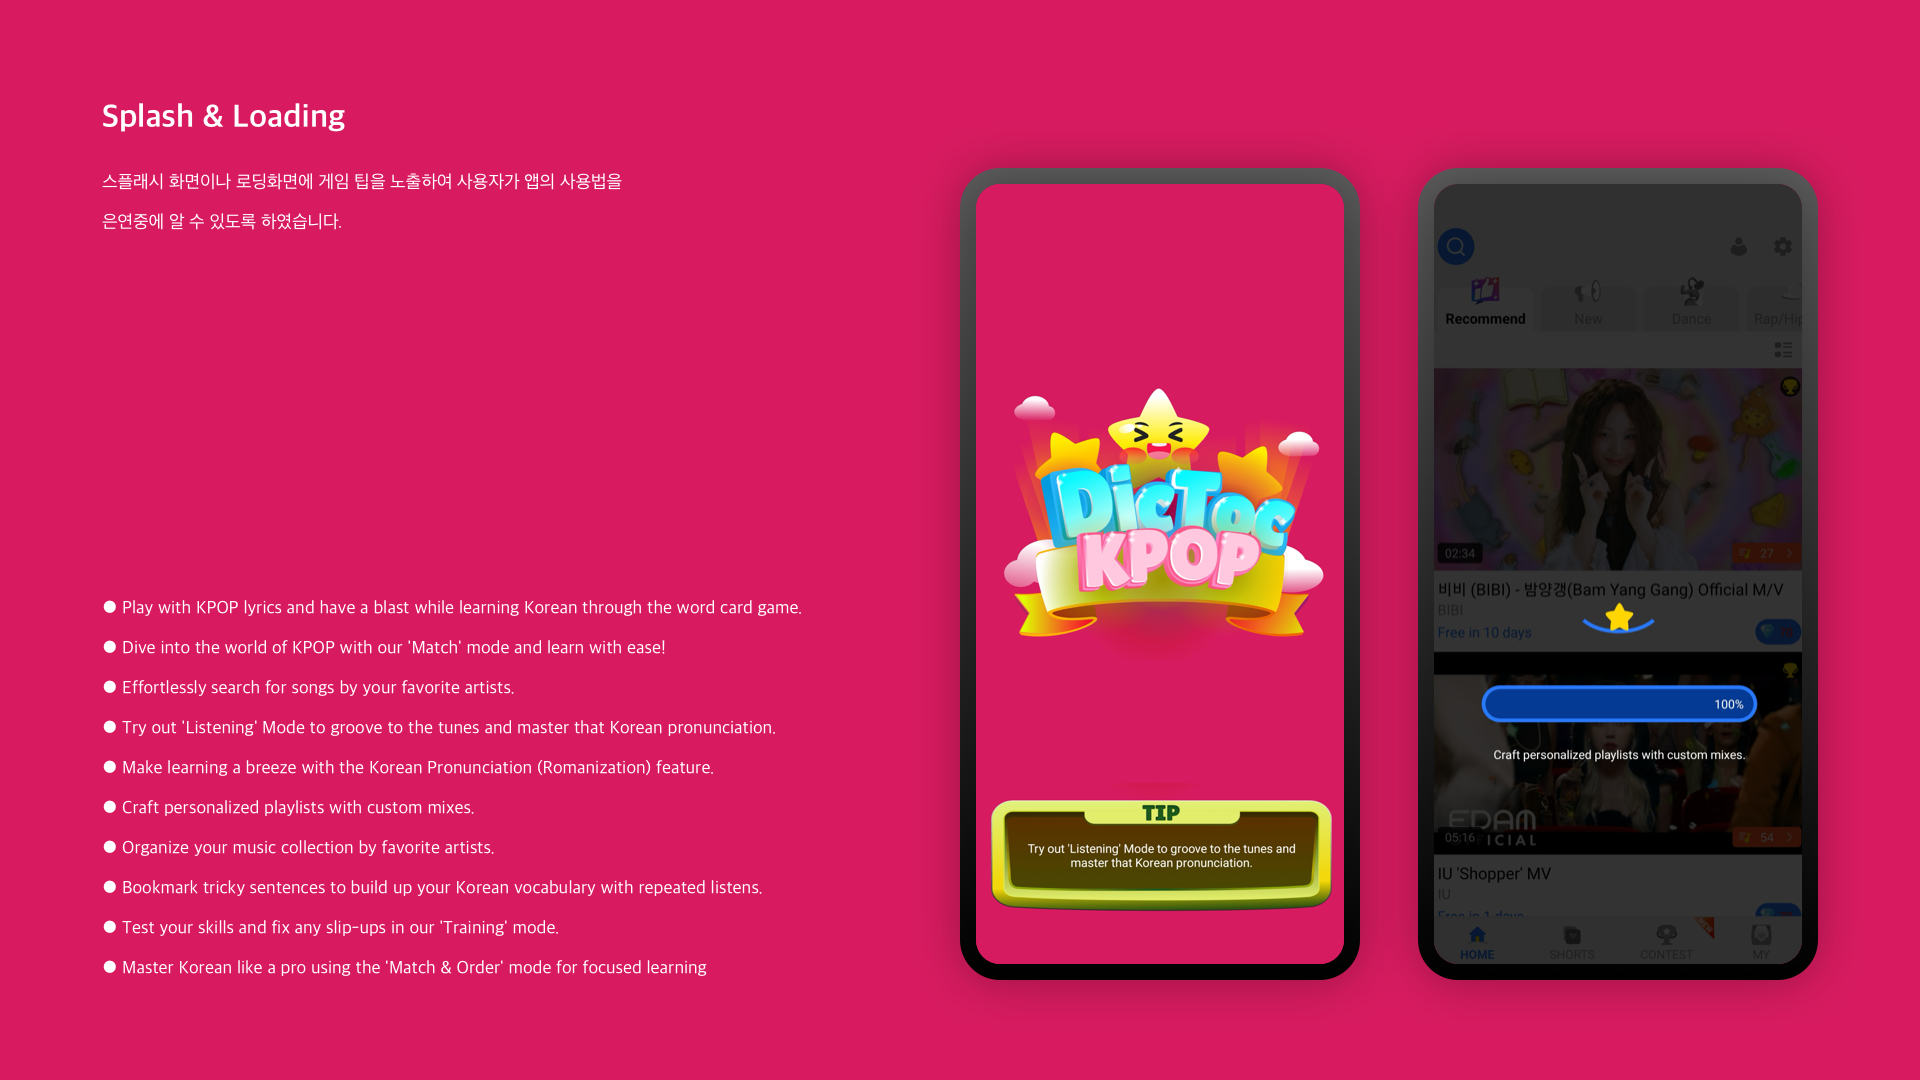 Splash & Loading
스플래시 화면이나 로딩화면에 게임 팁을 노출하여 사용자가 앱의 사용법을
은연중에 알 수 있도록 하였습니다.
● Play with KPOP lyrics and have a blast while learning Korean through the word card game.
● Dive into the world of KPOP with our 'Match' mode and learn with ease!
● Effortlessly search for songs by your favorite artists.
● Try out 'Listening' Mode to groove to the tunes and master that Korean pronunciation.
● Make learning a breeze with the Korean Pronunciation (Romanization) feature.
● Craft personalized playlists with custom mixes.
● Organize your music collection by favorite artists.
● Bookmark tricky sentences to build up your Korean vocabulary with repeated listens.
● Test your skills and fix any slip-ups in our 'Training' mode.
● Master Korean like a pro using the 'Match & Order' mode for focused learning
DicToc
KPOP
TIP
Try out 'Listening' Mode to groove to the tunes and
master that Korean pronunciation.
Recommend New Dance Rap/Hip
02:34 27
비비 (BIBI) - 밤양갱(Bam Yang Gang) Official M/V
BIBI
Free in 10 days
100%
Craft personalized playlists with custom mixes.
EDAM
05:16 ICIAL 54
IU 'Shopper' MV
IU
Free in 1 days
HOME SHORTS CONTEST MY